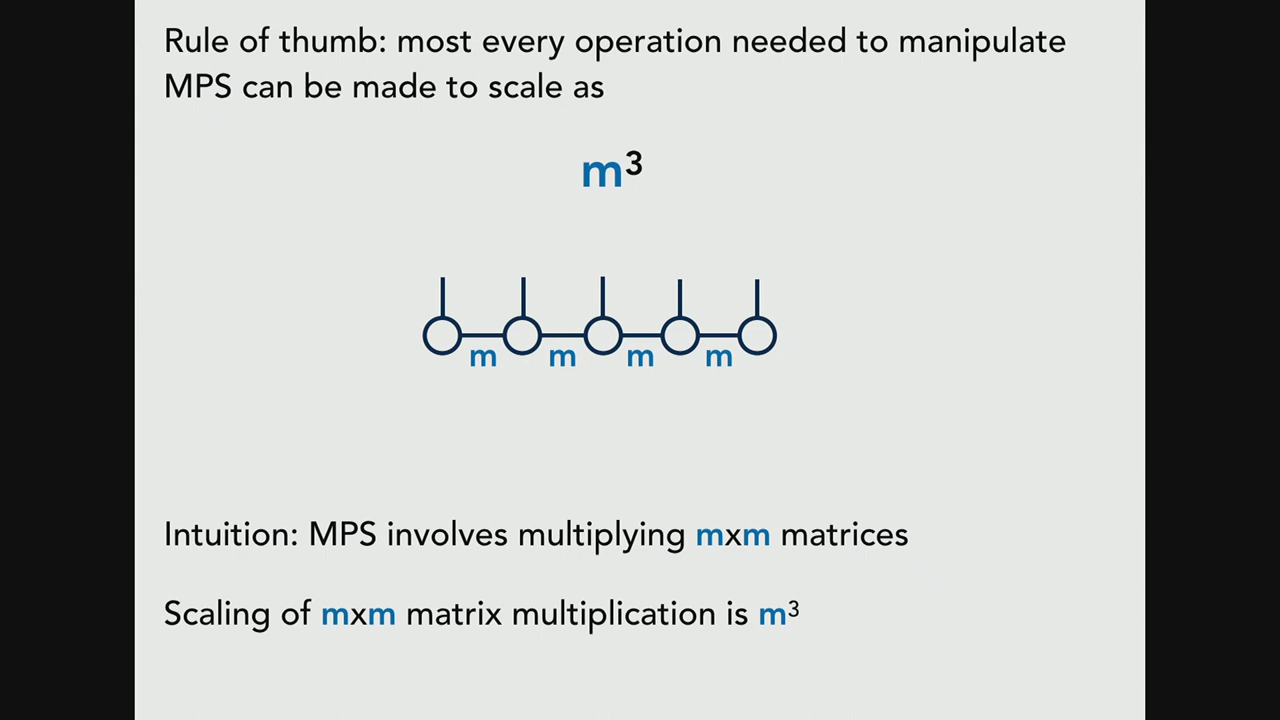 Rule of thumb: most every operation needed to manipulate
MPS can be made to scale as
m³
m m m m
Intuition: MPS involves multiplying mxm matrices
Scaling of mxm matrix multiplication is m³